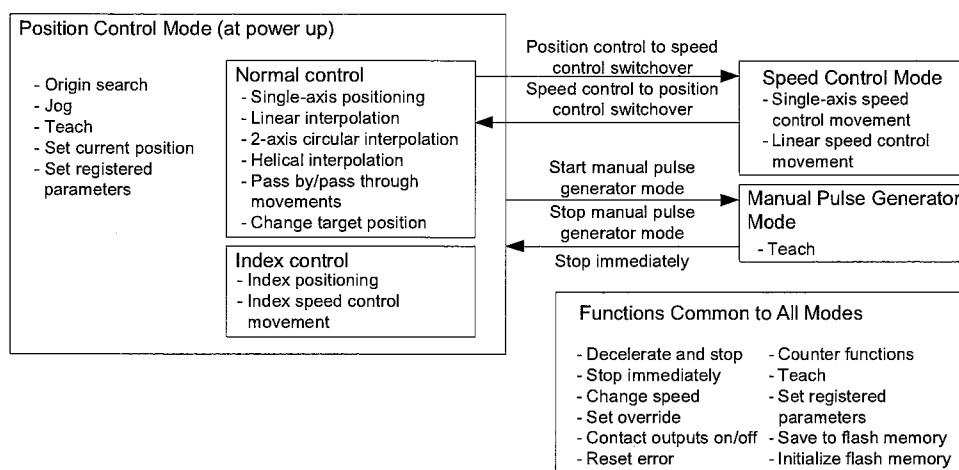 Position Control Mode (at power up)
- Origin search
- Jog
- Teach
- Set current position
- Set registered
parameters
Normal control
- Single-axis positioning
- Linear interpolation
- 2-axis circular interpolation
- Helical interpolation
- Pass by/pass through
movements
- Change target position
Index control
- Index positioning
- Index speed control
movement
Position control to speed
control switchover
Speed control to position
control switchover
Start manual pulse
generator mode
Stop manual pulse
generator mode
Stop immediately
Speed Control Mode
- Single-axis speed
control movement
- Linear speed control
movement
Manual Pulse Generator
Mode
- Teach
Functions Common to All Modes
- Decelerate and stop
- Stop immediately
- Change speed
- Set override
- Contact outputs on/off
- Reset error
- Counter functions
- Teach
- Set registered
parameters
- Save to flash memory
- Initialize flash memory